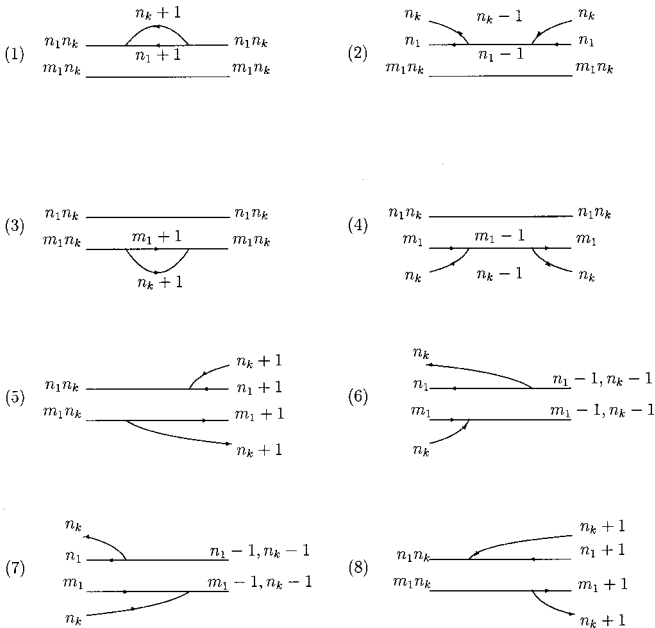 $n_k+1$
(1) $n_1n_k$ $n_1n_k$
$n_1+1$
$m_1n_k$ $m_1n_k$
$n_k$ $n_k-1$ $n_k$
(2) $n_1$ $n_1$
$n_1-1$
$m_1n_k$ $m_1n_k$
(3) $n_1n_k$ $n_1n_k$
$m_1n_k$ $m_1+1$ $m_1n_k$
$n_k+1$
(4) $n_1n_k$ $n_1n_k$
$m_1$ $m_1-1$ $m_1$
$n_k$ $n_k-1$ $n_k$
$n_k+1$
(5) $n_1n_k$ $n_1+1$
$m_1n_k$ $m_1+1$
$n_k+1$
$n_k$
(6) $n_1$ $n_1-1, n_k-1$
$m_1$ $m_1-1, n_k-1$
$n_k$
$n_k$
(7) $n_1$ $n_1-1, n_k-1$
$m_1$ $m_1-1, n_k-1$
$n_k$
$n_k+1$
(8) $n_1n_k$ $n_1+1$
$m_1n_k$ $m_1+1$
$n_k+1$